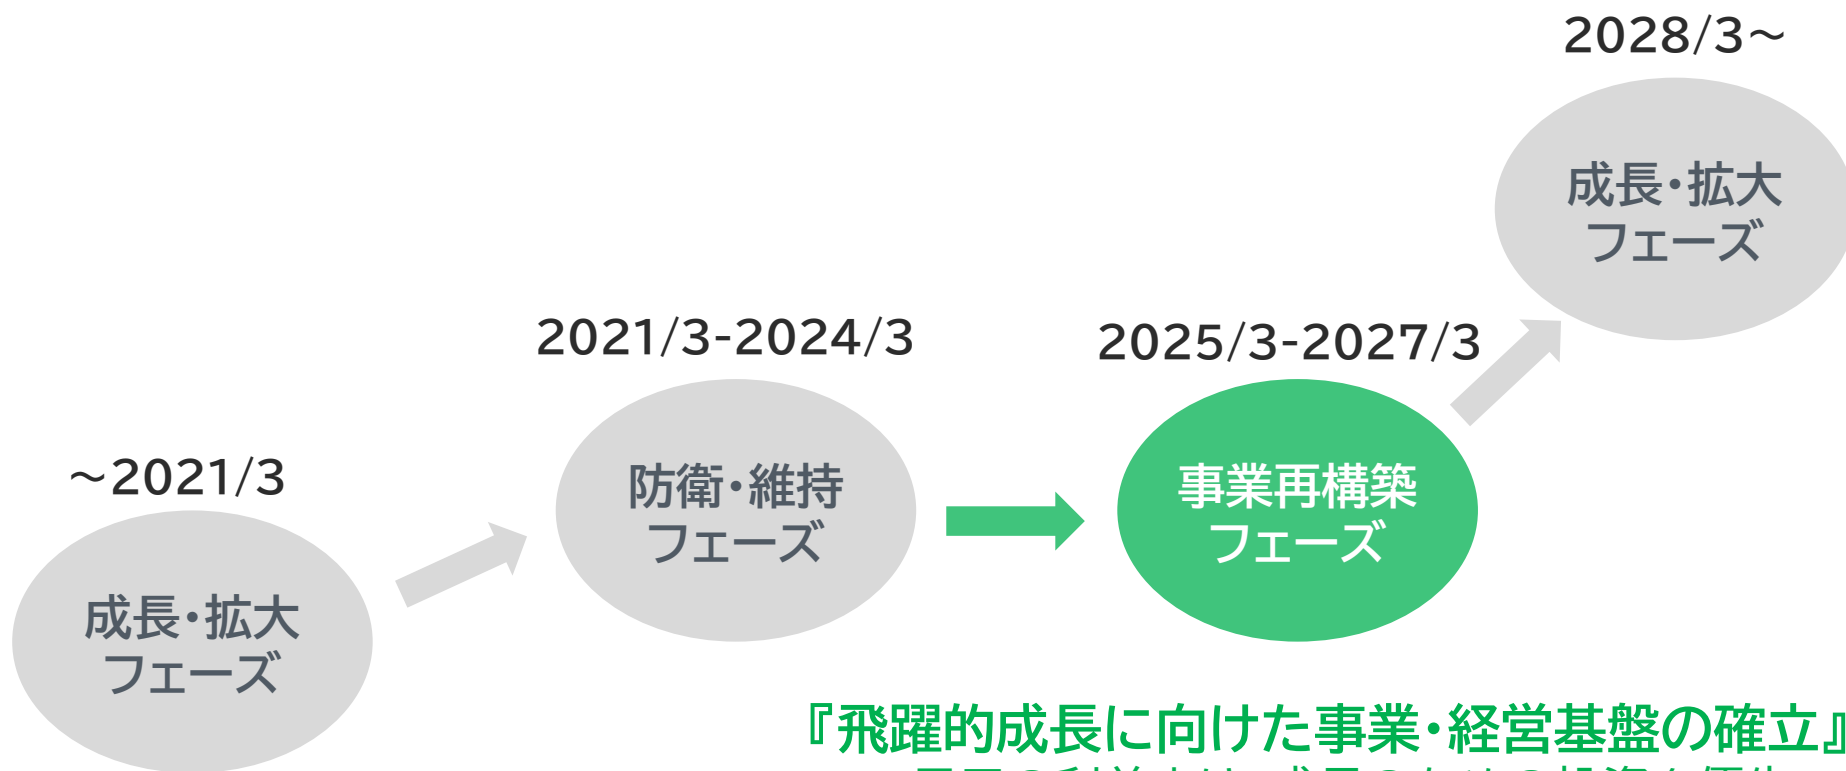 2028/3～
成長・拡大
フェーズ
2021/3-2024/3
2025/3-2027/3
防衛・維持
フェーズ
事業再構築
フェーズ
～2021/3
成長・拡大
フェーズ
『飛躍的成長に向けた事業・経営基盤の確立』